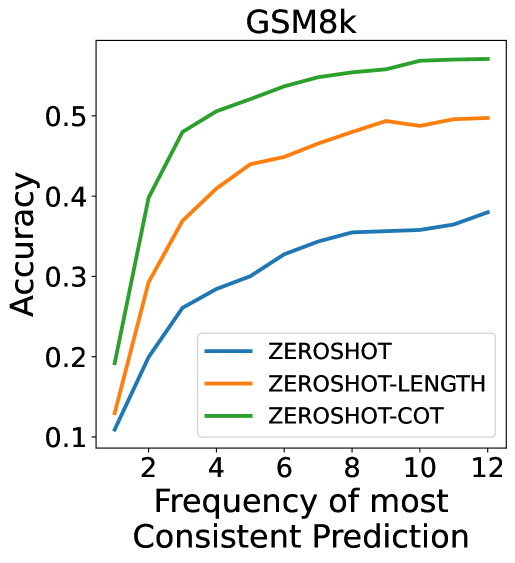 GSM8k
Accuracy
0.5
0.4
0.3
0.2
0.1
ZEROSHOT
ZEROSHOT-LENGTH
ZEROSHOT-COT
2 4 6 8 10 12
Frequency of most
Consistent Prediction